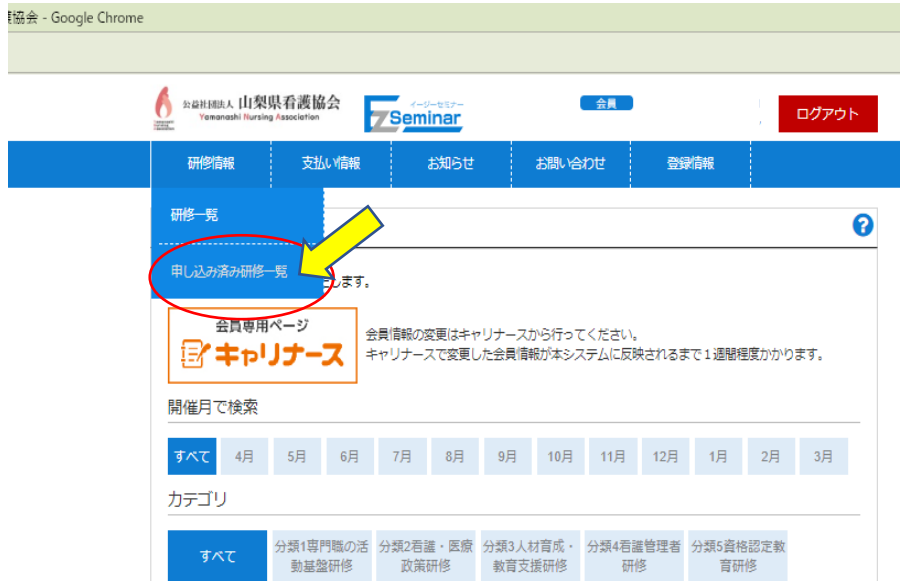 護協会 - Google Chrome
公益社団法人 山梨県看護協会
Yamanashi Nursing Association
イージーセミナー
EZSeminar
会員
ログアウト
研修情報
支払い情報
お知らせ
お問い合わせ
登録情報
研修一覧
申し込み済み研修一覧
します。
会員専用ページ
キャリナース
会員情報の変更はキャリナースから行ってください。
キャリナースで変更した会員情報が本システムに反映されるまで1週間程度かかります。
開催月で検索
すべて 4月 5月 6月 7月 8月 9月 10月 11月 12月 1月 2月 3月
カテゴリ
すべて
分類1専門職の活
動基盤研修
分類2看護・医療
政策研修
分類3人材育成・
教育支援研修
分類4看護管理者
研修
分類5資格認定教
育研修